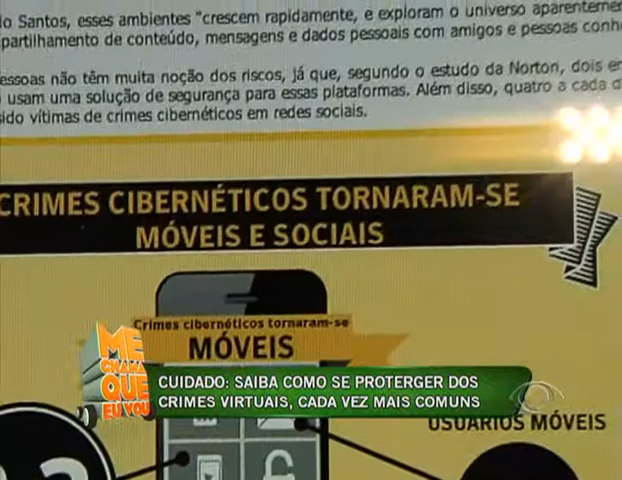 do Santos, esses ambientes "crescem rapidamente, e exploram o universo
partilhamento de conteúdo, mensagens e dados pessoais com amigos e pessoas
essoas não têm muita noção dos riscos, já que, segundo o estudo da Norton, dois
usam uma solução de segurança para essas plataformas. Além disso, quatro a cada
sido vítimas de crimes cibernéticos em redes sociais.
CRIMES CIBERNÉTICOS TORNARAM-SE
MÓVEIS E SOCIAIS
Crimes cibernéticos tornaram-se
MÓVEIS
ME
CHAMA
QUE
EU VOU
CUIDADO: SAIBA COMO SE PROTERGER DOS
CRIMES VIRTUAIS, CADA VEZ MAIS COMUNS
USUÁRIOS MÓVEIS